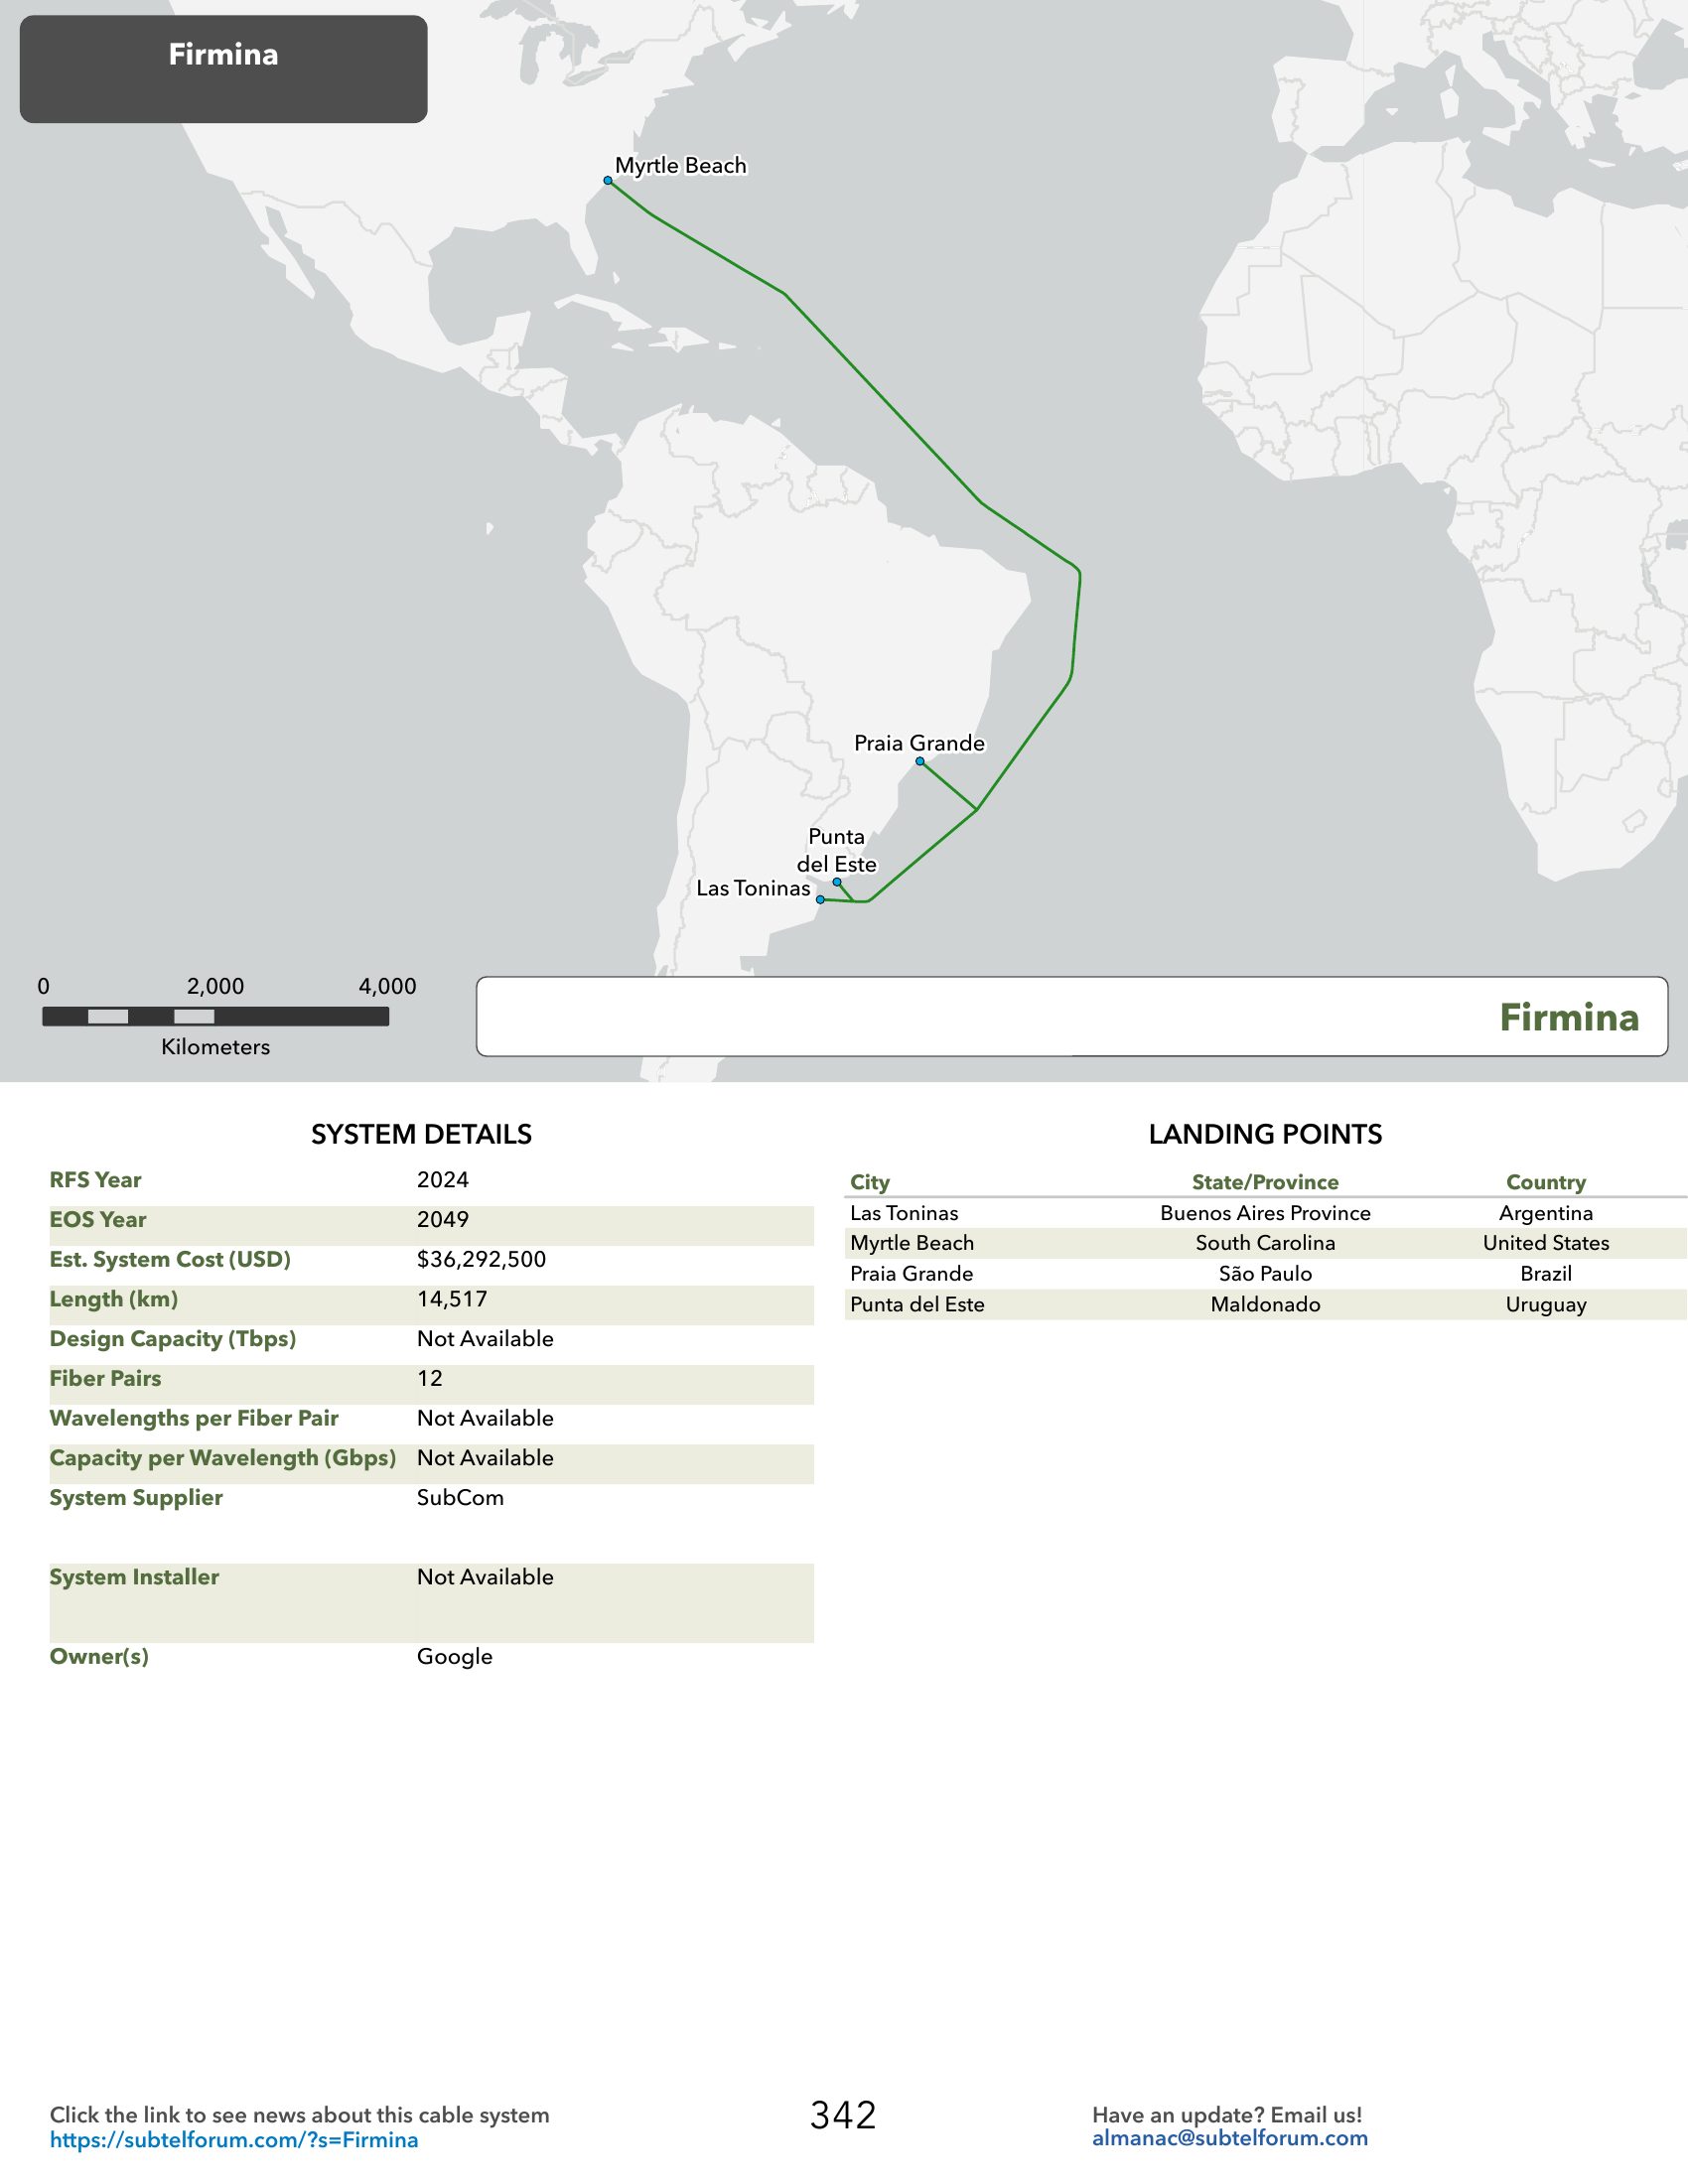 Firmina
Myrtle Beach
Praia Grande
Punta
del Este
Las Toninas
0 2,000 4,000
Kilometers
Firmina
SYSTEM DETAILS
RFS Year 2024
EOS Year 2049
Est. System Cost (USD) $36,292,500
Length (km) 14,517
Design Capacity (Tbps) Not Available
Fiber Pairs 12
Wavelengths per Fiber Pair Not Available
Capacity per Wavelength (Gbps) Not Available
System Supplier SubCom
System Installer Not Available
Owner(s) Google
LANDING POINTS
City State/Province Country
Las Toninas Buenos Aires Province Argentina
Myrtle Beach South Carolina United States
Praia Grande São Paulo Brazil
Punta del Este Maldonado Uruguay
Click the link to see news about this cable system
https://subtelforum.com/?s=Firmina
342
Have an update? Email us!
almanac@subtelforum.com